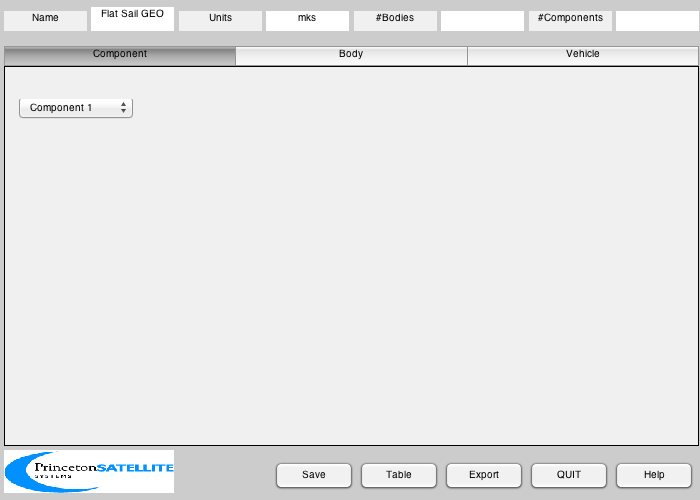 Name Flat Sail GEO Units mks #Bodies #Components
Component Body Vehicle
Component 1
PrincetonSATELLITE
SYSTEMS
Save Table Export QUIT Help